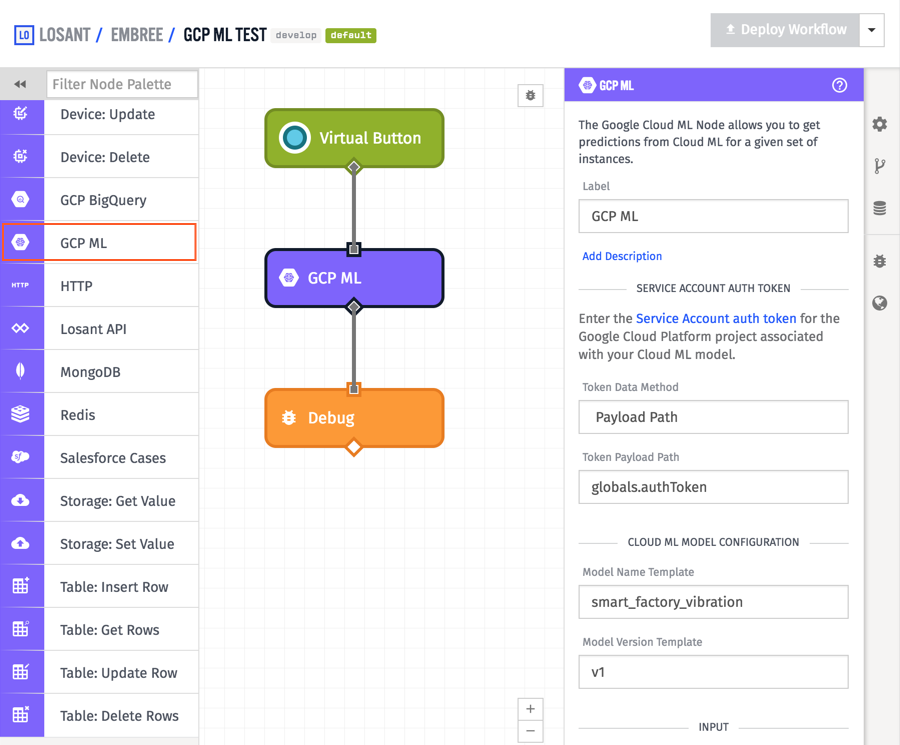 LO LOSANT / EMBREE / GCP ML TEST develop default
Deploy Workflow
Filter Node Palette
Device: Update
Device: Delete
GCP BigQuery
GCP ML
HTTP HTTP
Losant API
MongoDB
Redis
sf Salesforce Cases
Storage: Get Value
Storage: Set Value
Table: Insert Row
Table: Get Rows
Table: Update Row
Table: Delete Rows
Virtual Button
GCP ML
Debug
+
−
GCP ML ?
The Google Cloud ML Node allows you to get
predictions from Cloud ML for a given set of
instances.
Label
GCP ML
Add Description
SERVICE ACCOUNT AUTH TOKEN
Enter the Service Account auth token for the
Google Cloud Platform project associated
with your Cloud ML model.
Token Data Method
Payload Path
Token Payload Path
globals.authToken
CLOUD ML MODEL CONFIGURATION
Model Name Template
smart_factory_vibration
Model Version Template
v1
INPUT